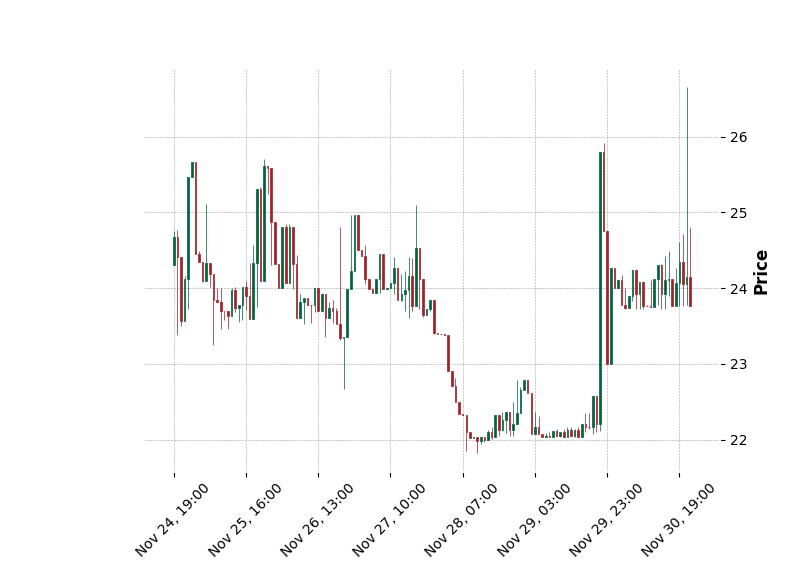 26
25
24
23
22
Price
Nov 24, 19:00
Nov 25, 16:00
Nov 26, 13:00
Nov 27, 10:00
Nov 28, 07:00
Nov 29, 03:00
Nov 29, 23:00
Nov 30, 19:00